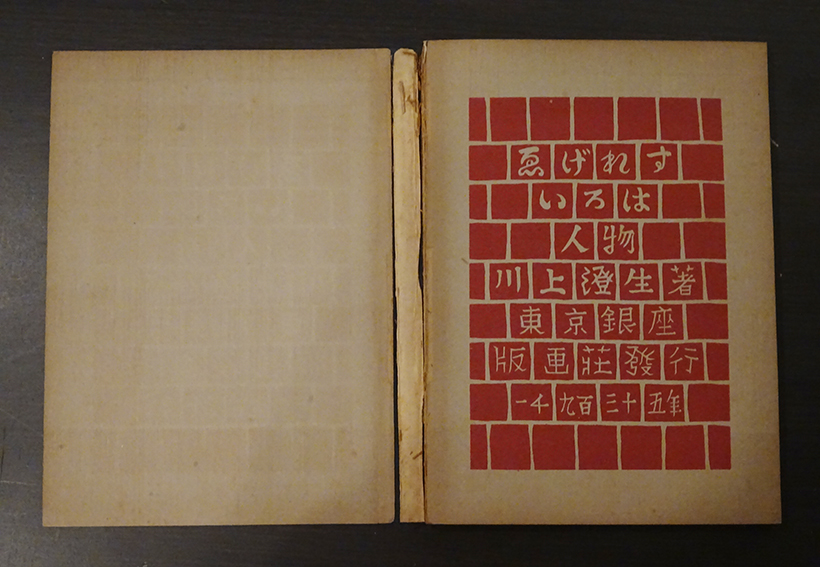 ゑげれす
いろは
人物
川上澄生著
東京銀座
版画荘發行
一千九百三十五年